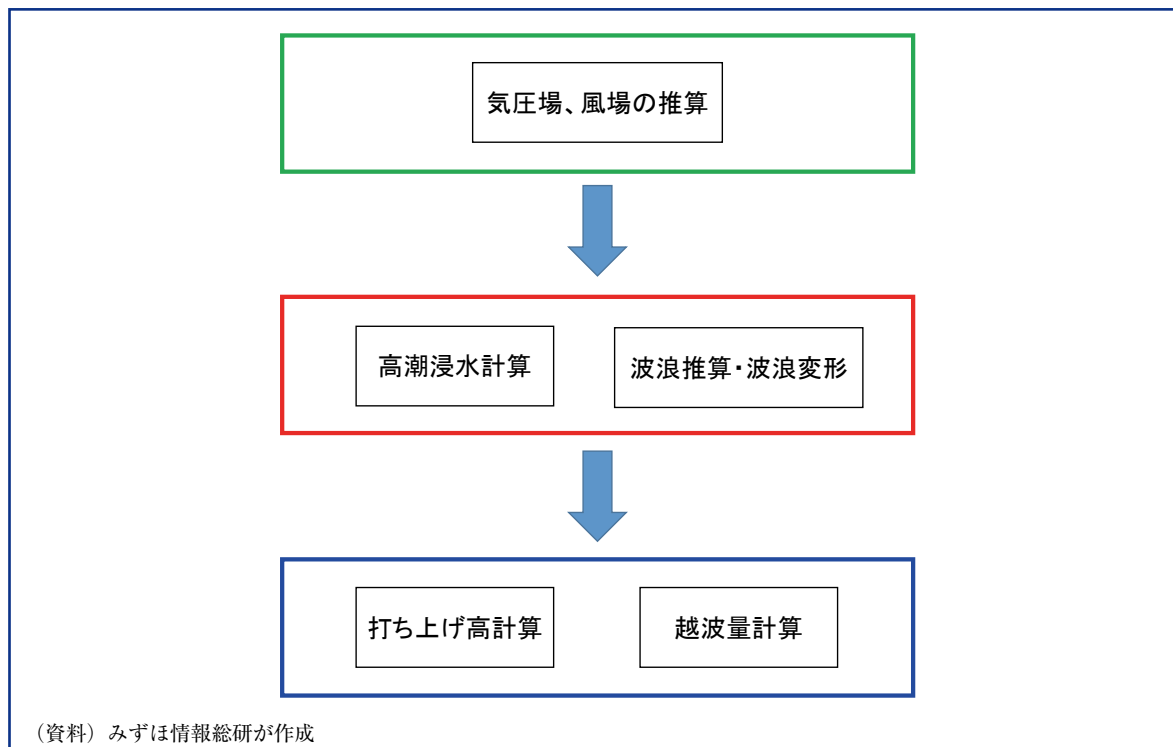 気圧場、風場の推算
高潮浸水計算
波浪推算・波浪変形
打ち上げ高計算
越波量計算
（資料）みずほ情報総研が作成